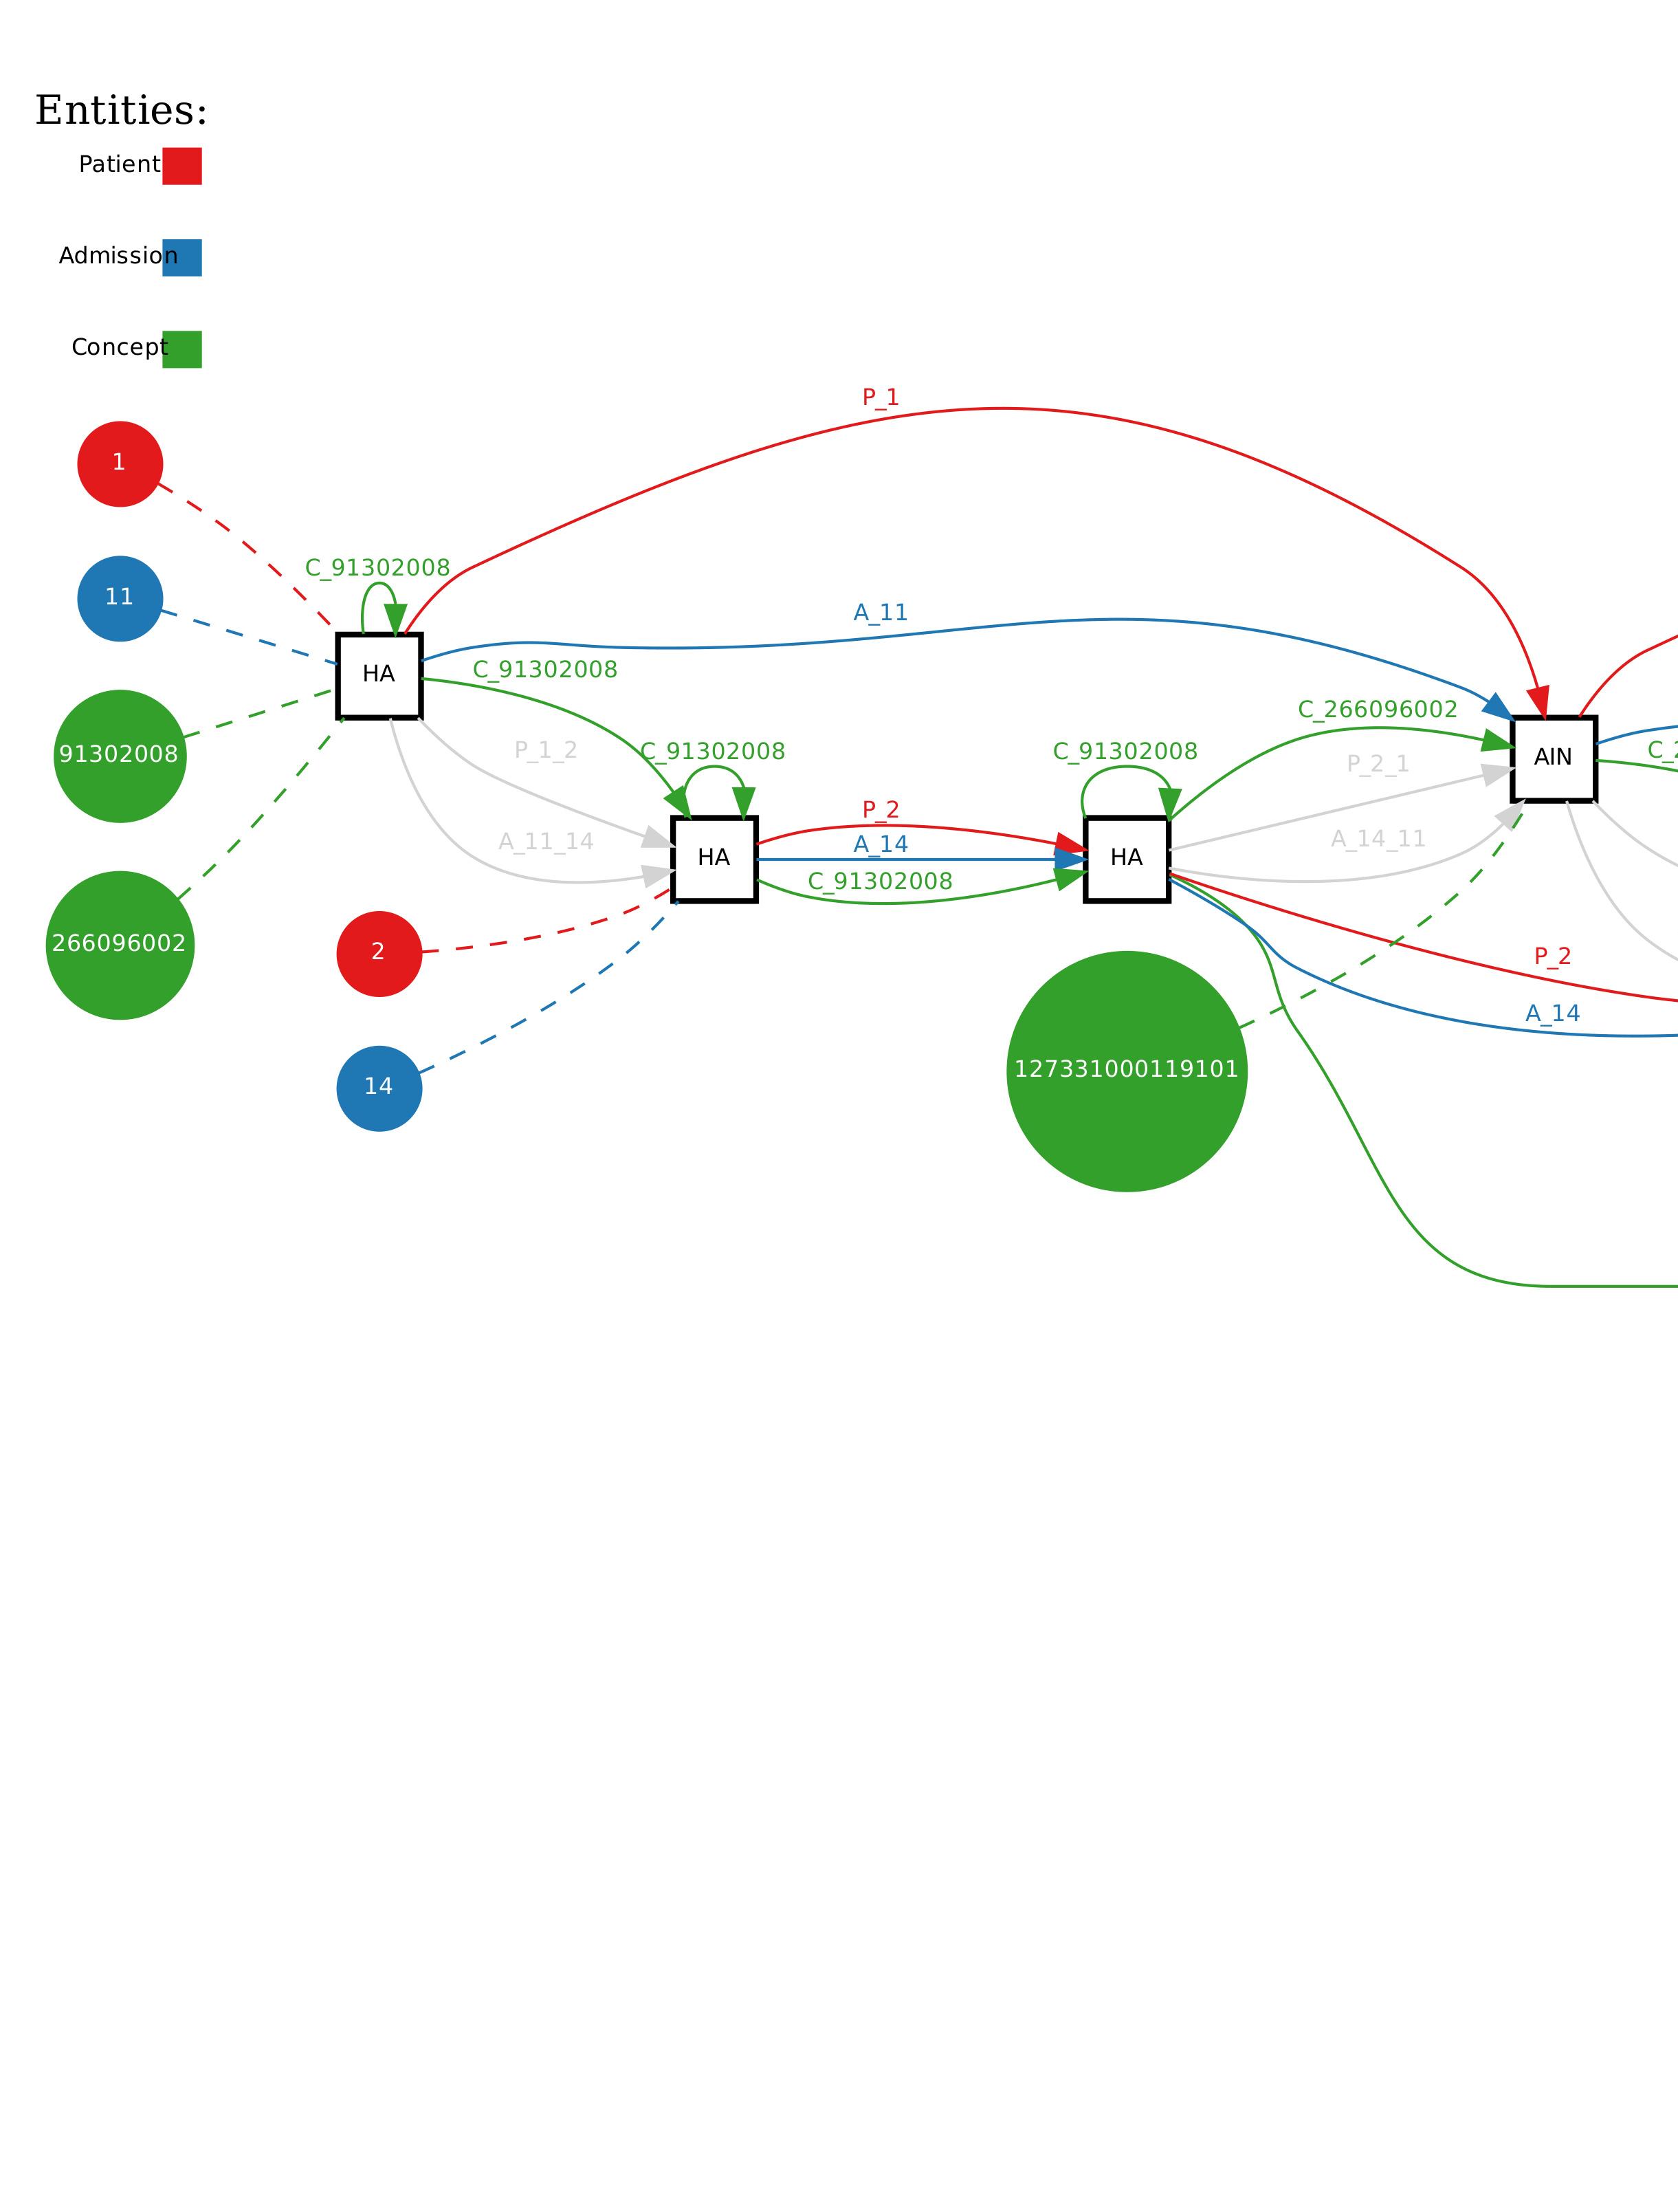 Entities:
Patient
Admission
Concept
P_1
1
C_91302008
11
A_11
HA
C_91302008
C_266096002
P_1_2
C_91302008
C_91302008
P_2_1
AIN
C_2
91302008
P_2
A_11_14
A_14
A_14_11
HA
HA
C_91302008
266096002
2
P_2
A_14
127331000119101
14